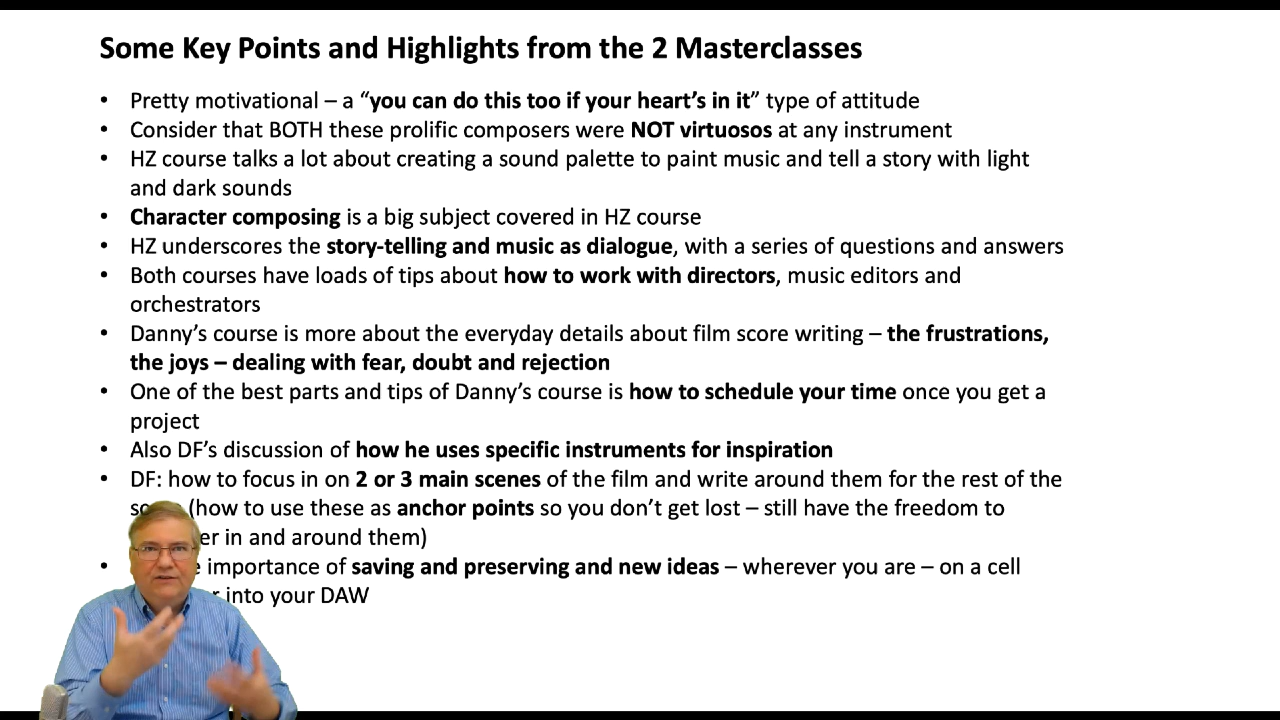 Some Key Points and Highlights from the 2 Masterclasses
• Pretty motivational – a “you can do this too if your heart’s in it” type of attitude
• Consider that BOTH these prolific composers were NOT virtuosos at any instrument
• HZ course talks a lot about creating a sound palette to paint music and tell a story with light
and dark sounds
• Character composing is a big subject covered in HZ course
• HZ underscores the story-telling and music as dialogue, with a series of questions and answers
• Both courses have loads of tips about how to work with directors, music editors and
orchestrators
• Danny’s course is more about the everyday details about film score writing – the frustrations,
the joys – dealing with fear, doubt and rejection
• One of the best parts and tips of Danny’s course is how to schedule your time once you get a
project
• Also DF’s discussion of how he uses specific instruments for inspiration
• DF: how to focus in on 2 or 3 main scenes of the film and write around them for the rest of the
(how to use these as anchor points so you don’t get lost – still have the freedom to
in and around them)
• importance of saving and preserving and new ideas – wherever you are – on a cell
into your DAW